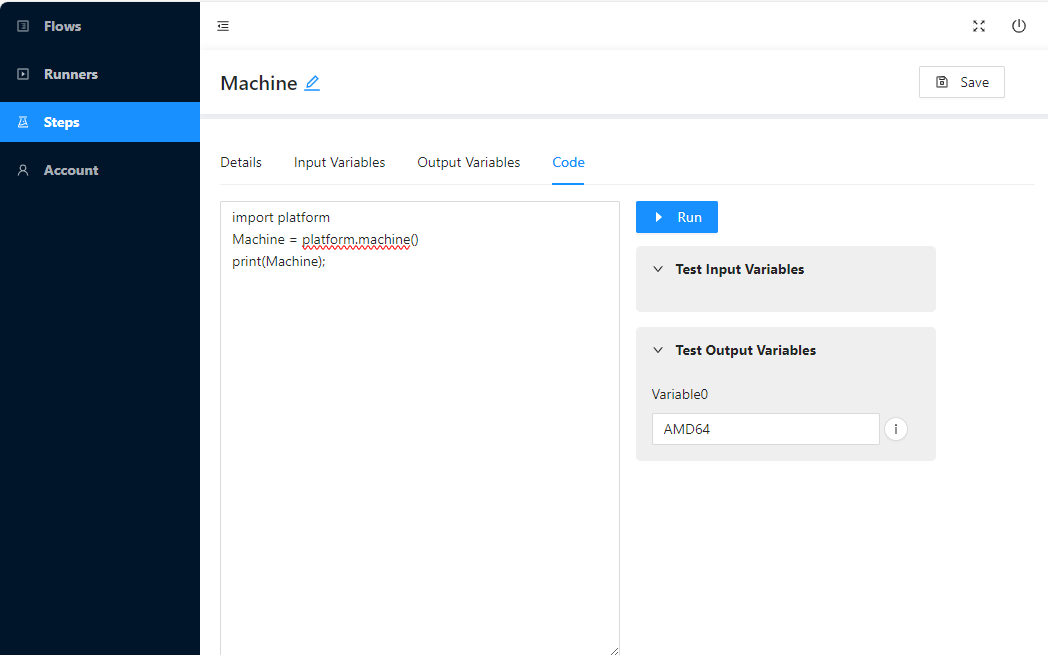 Flows
Runners
Steps
Account
Machine
Save
Details
Input Variables
Output Variables
Code
import platform
Machine = platform.machine()
print(Machine);
Run
Test Input Variables
Test Output Variables
Variable0
AMD64
i